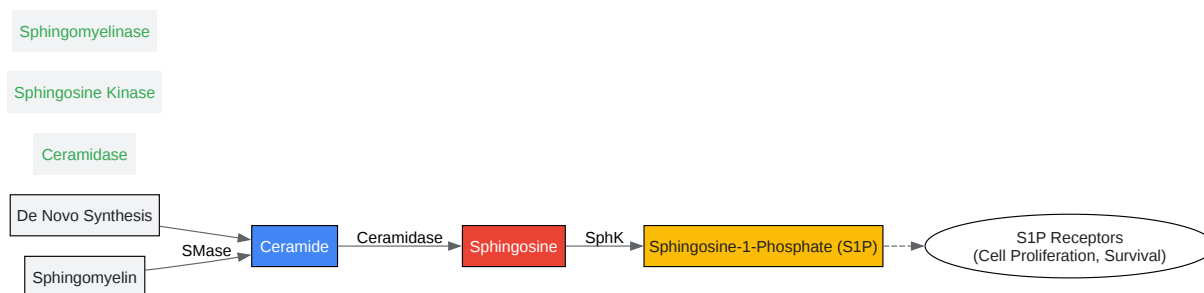 Sphingomyelinase
Sphingosine Kinase
Ceramidase
De Novo Synthesis
Sphingomyelin
SMase
Ceramide
Ceramidase
Sphingosine
SphK
Sphingosine-1-Phosphate (S1P)
S1P Receptors
(Cell Proliferation, Survival)